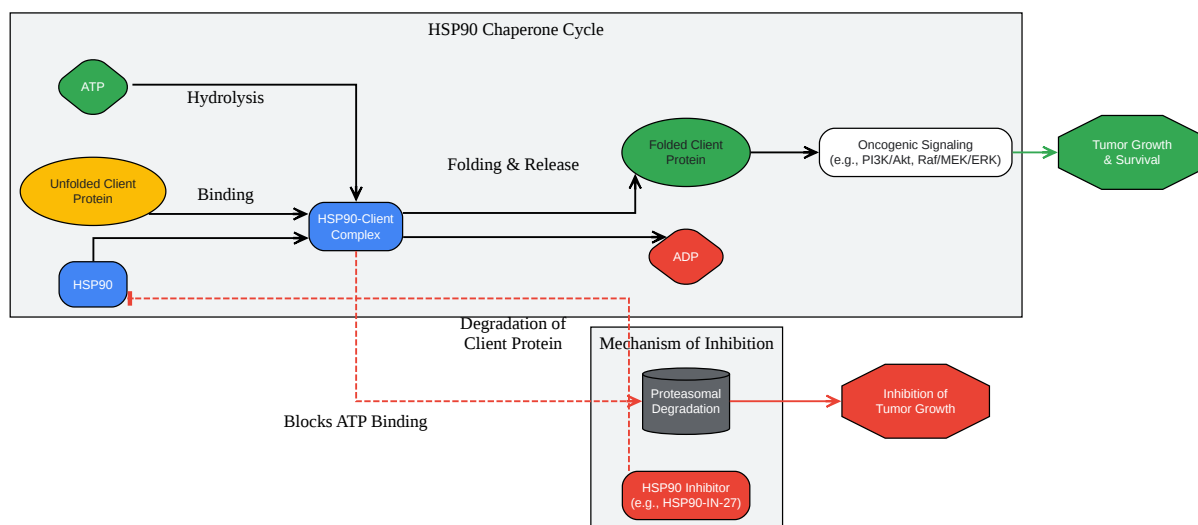 HSP90 Chaperone Cycle
ATP
Hydrolysis
Unfolded Client
Protein
Binding
HSP90
HSP90-Client
Complex
Folding & Release
Folded Client
Protein
ADP
Oncogenic Signaling
(e.g., PI3K/Akt, Raf/MEK/ERK)
Tumor Growth
& Survival
Degradation of
Client Protein
Blocks ATP Binding
Mechanism of Inhibition
Proteasomal
Degradation
HSP90 Inhibitor
(e.g., HSP90-IN-27)
Inhibition of
Tumor Growth